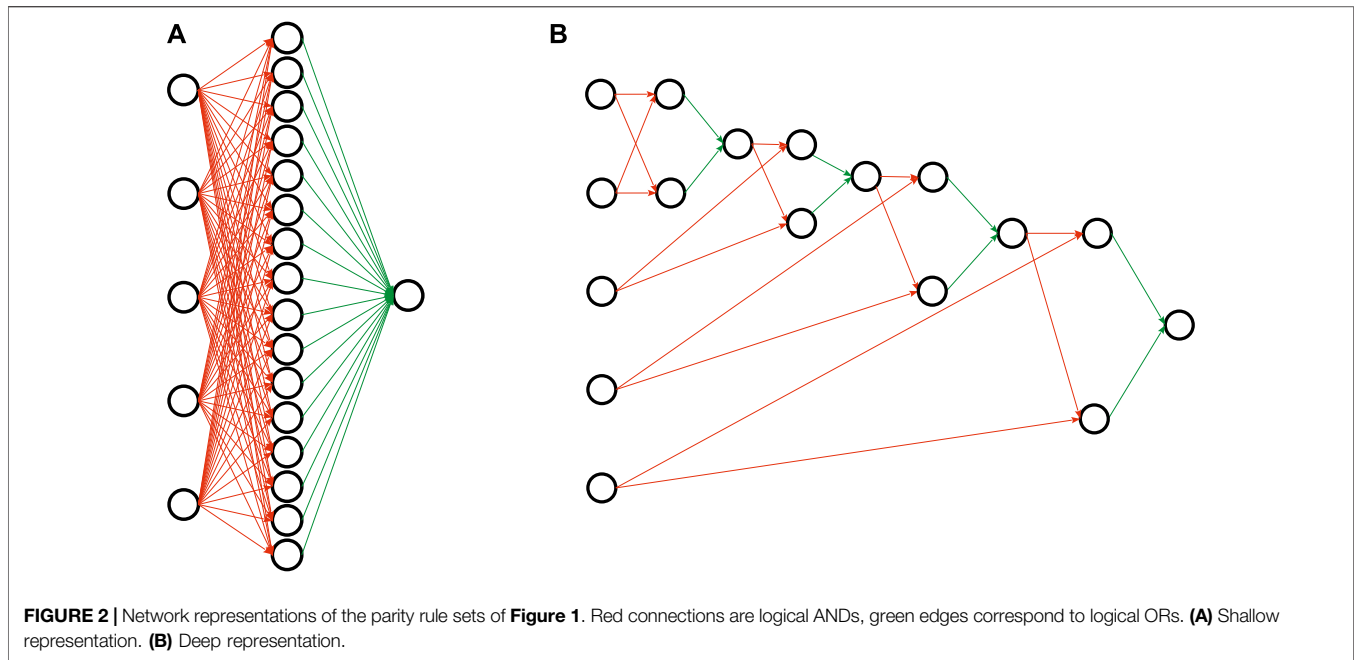 A
B
FIGURE 2 | Network representations of the parity rule sets of Figure 1. Red connections are logical ANDs, green edges correspond to logical ORs. (A) Shallow
representation. (B) Deep representation.